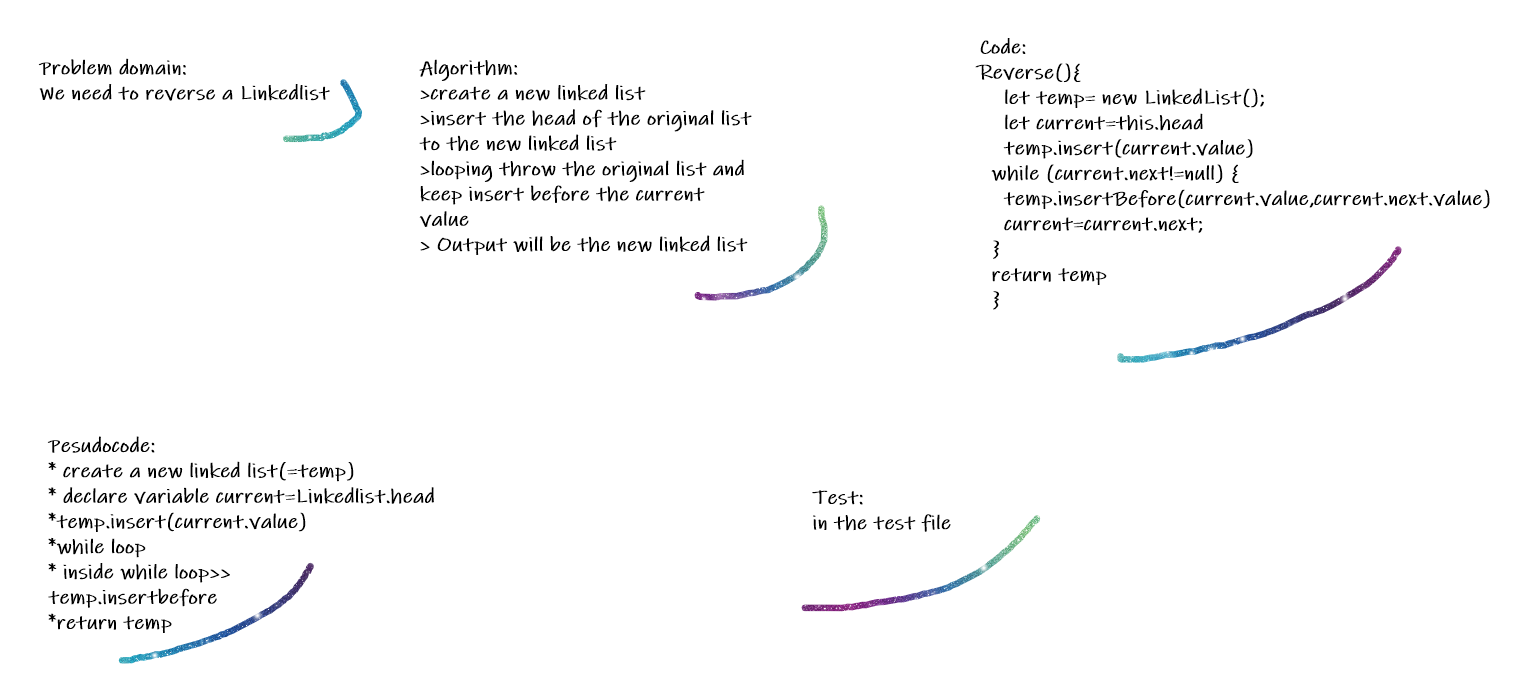 Problem domain:
We need to reverse a Linkedlist
Algorithm:
>create a new linked list
>insert the head of the original list
to the new linked list
>looping throw the original list and
keep insert before the current
value
> Output will be the new linked list
Code:
Reverse(){
let temp= new LinkedList();
let current=this.head
temp.insert(current.value)
while (current.next!=null) {
temp.insertBefore(current.value,current.next.value)
current=current.next;
}
return temp
}
Pesudocode:
* create a new linked list(=temp)
* declare variable current=Linkedlist.head
*temp.insert(current.value)
*while loop
* inside while loop>>
temp.insertbefore
*return temp
Test:
in the test file